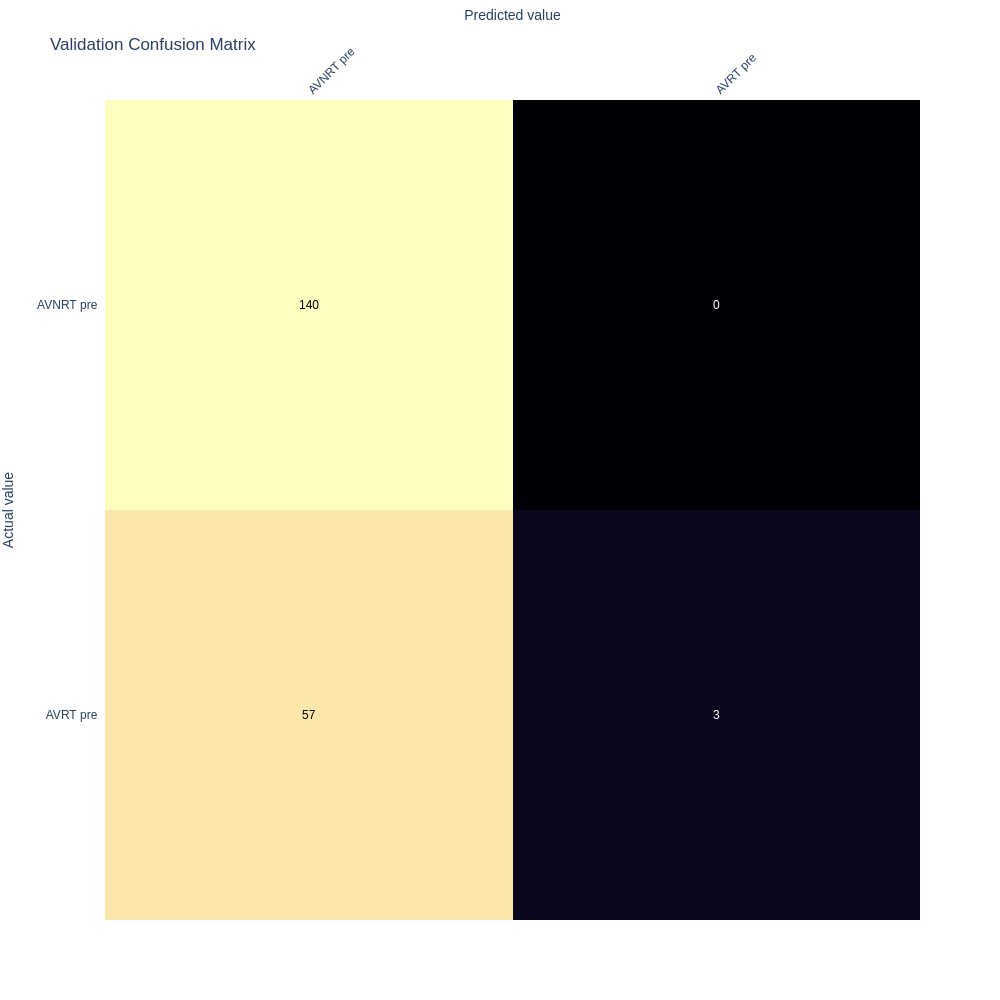 Predicted value
Validation Confusion Matrix
AVNRT pre
AVRT pre
AVNRT pre
140
0
Actual value
AVRT pre
57
3